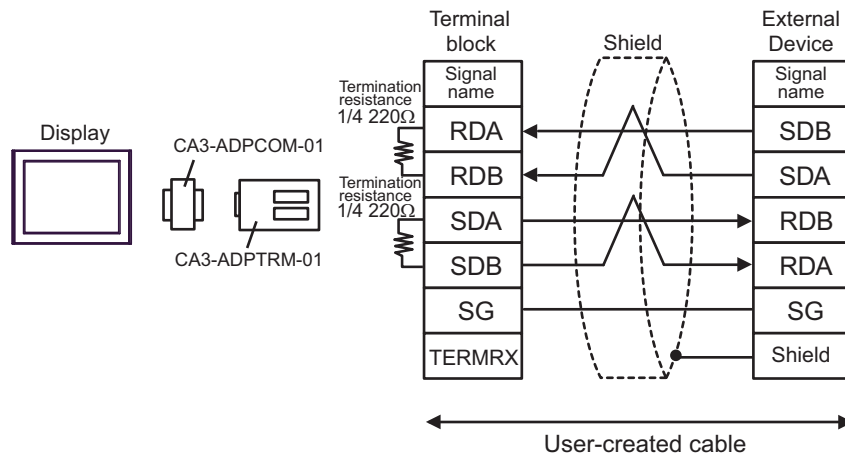 Display
CA3-ADPCOM-01
CA3-ADPTRM-01
Termination
resistance
1/4 220Ω
Termination
resistance
1/4 220Ω
Terminal
block
Signal
name
RDA
RDB
SDA
SDB
SG
TERMRX
Shield
External
Device
Signal
name
SDB
SDA
RDB
RDA
SG
Shield
User-created cable